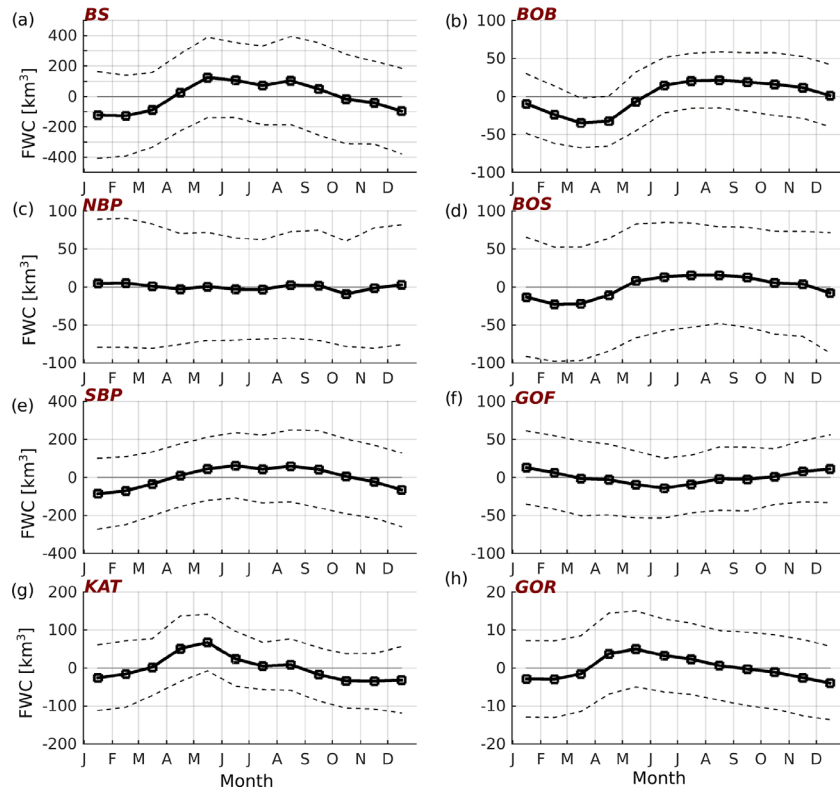 (a) BS
400
200
0
-200
-400
FWC [km³]
J F M A M J J A S O N D
(b) BOB
100
50
0
-50
-100
J F M A M J J A S O N D
(c) NBP
100
50
0
-50
-100
FWC [km³]
J F M A M J J A S O N D
(d) BOS
100
50
0
-50
-100
J F M A M J J A S O N D
(e) SBP
400
200
0
-200
-400
FWC [km³]
J F M A M J J A S O N D
(f) GOF
100
50
0
-50
-100
J F M A M J J A S O N D
(g) KAT
200
100
0
-100
-200
FWC [km³]
J F M A M J J A S O N D
Month
(h) GOR
20
10
0
-10
-20
J F M A M J J A S O N D
Month